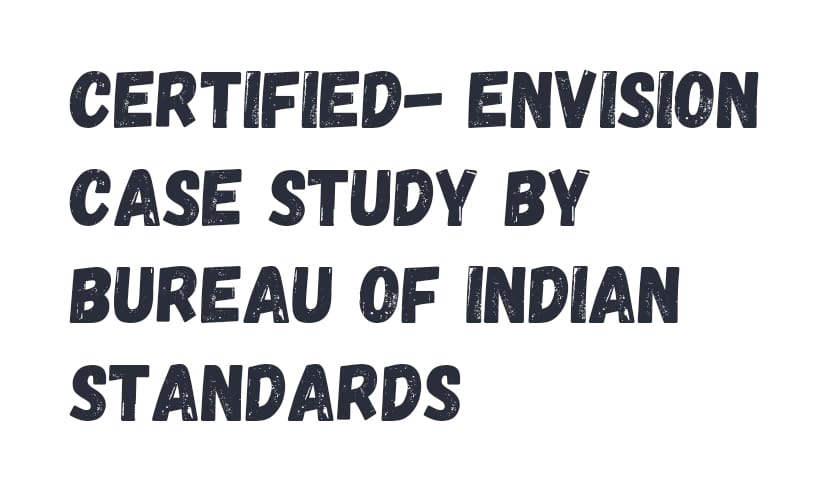 CERTIFIED- ENVISION
CASE STUDY BY
BUREAU OF INDIAN
STANDARDS